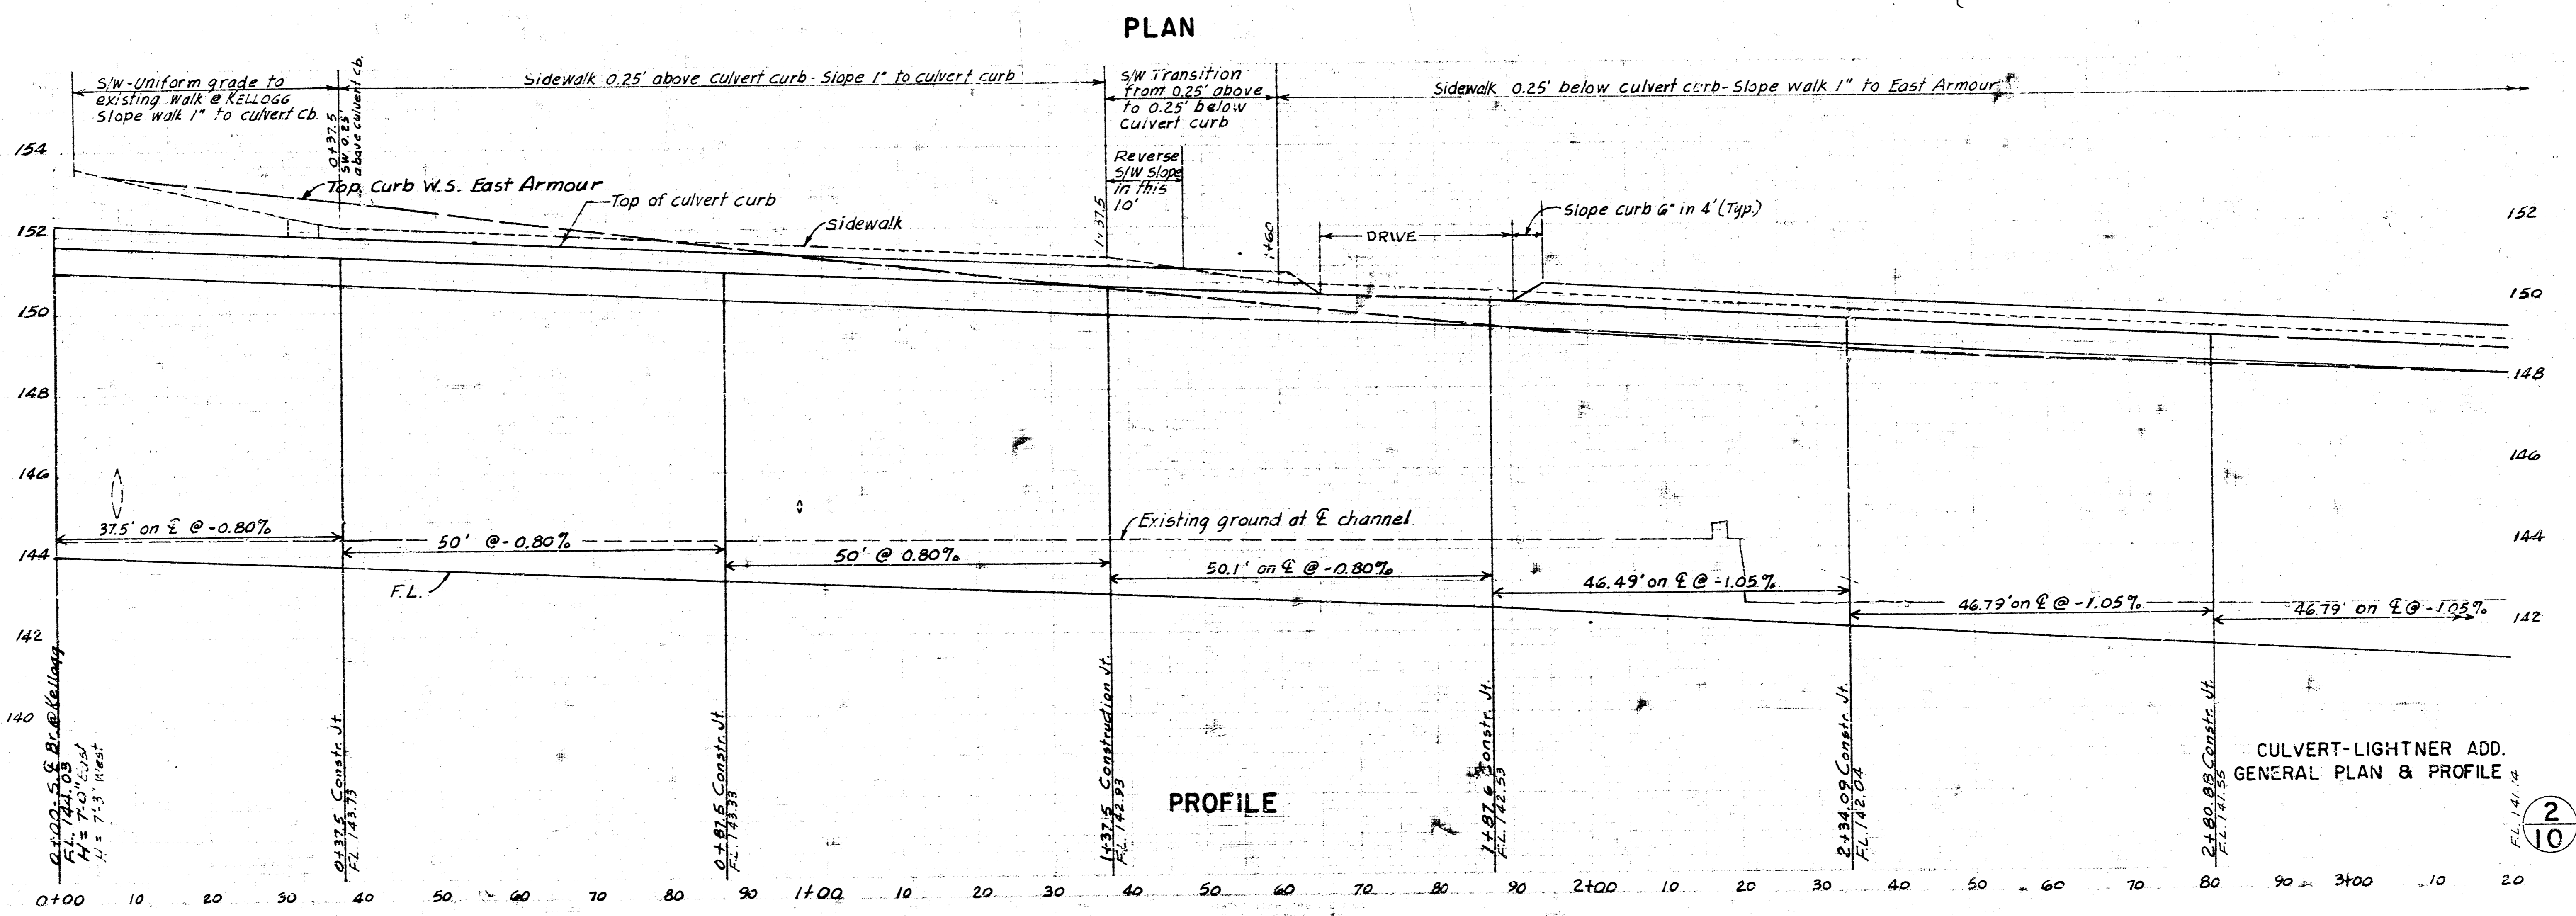 PLAN
S/W-Uniform grade to
existing walk @ KELLOGG
Slope walk 1" to culvert cb.
0+37.5
SW 0.25'
above culvert cb.
Sidewalk 0.25' above culvert curb - Slope 1" to culvert curb
S/W Transition
from 0.25' above
to 0.25' below
Culvert curb
Sidewalk 0.25' below culvert curb-Slope walk 1" to East Armour
Reverse
S/W Slope
in this
10'
1+37.5
1+60
154
Top Curb W.S. East Armour
Top of culvert curb
sidewalk
DRIVE
Slope curb 6" in 4' (Typ.)
152
152
150
150
148
148
146
146
144
144
142
142
140
37.5' on ℄ @ -0.80%
50' @ -0.80%
50' @ 0.80%
50.1' on ℄ @ -0.80%
46.49' on ℄ @ -1.05%
46.79' on ℄ @ -1.05%
46.79' on ℄ @ -1.05%
Existing ground at ℄ channel
F.L.
0+00 - S. ℄ Br. @ Kellogg
F.L. 144.03
H = 7'-0" East
H = 7'-3" West
0+37.5 Constr. Jt.
F.L. 143.73
0+87.5 Constr. Jt.
F.L. 143.33
1+37.5 Construction Jt.
F.L. 142.93
1+87.6 Constr. Jt.
F.L. 142.53
2+34.09 Constr. Jt.
F.L. 142.04
2+80.88 Constr. Jt.
F.L. 141.55
F.L. 141.14
PROFILE
CULVERT-LIGHTNER ADD.
GENERAL PLAN & PROFILE
2
10
0+00 10 20 30 40 50 60 70 80 90 1+00 10 20 30 40 50 60 70 80 90 2+00 10 20 30 40 50 60 70 80 90 3+00 10 20